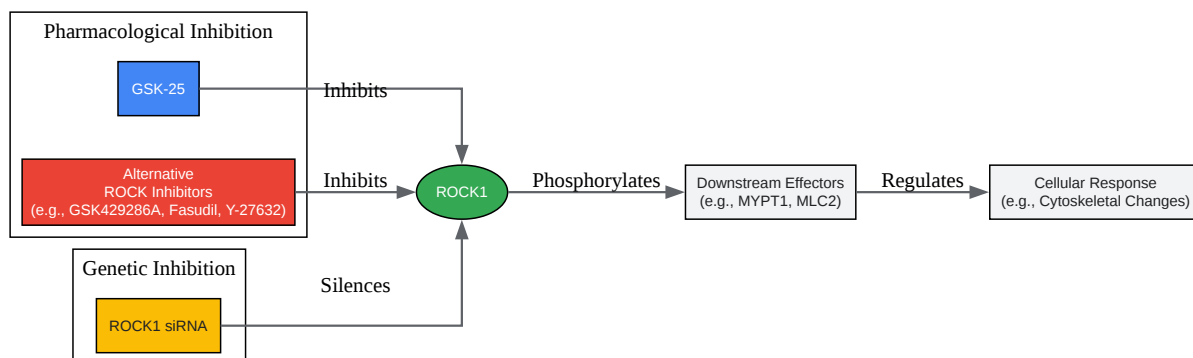 Pharmacological Inhibition
GSK-25
Inhibits
Alternative
ROCK Inhibitors
(e.g., GSK429286A, Fasudil, Y-27632)
Inhibits
ROCK1
Phosphorylates
Downstream Effectors
(e.g., MYPT1, MLC2)
Regulates
Cellular Response
(e.g., Cytoskeletal Changes)
Genetic Inhibition
Silences
ROCK1 siRNA